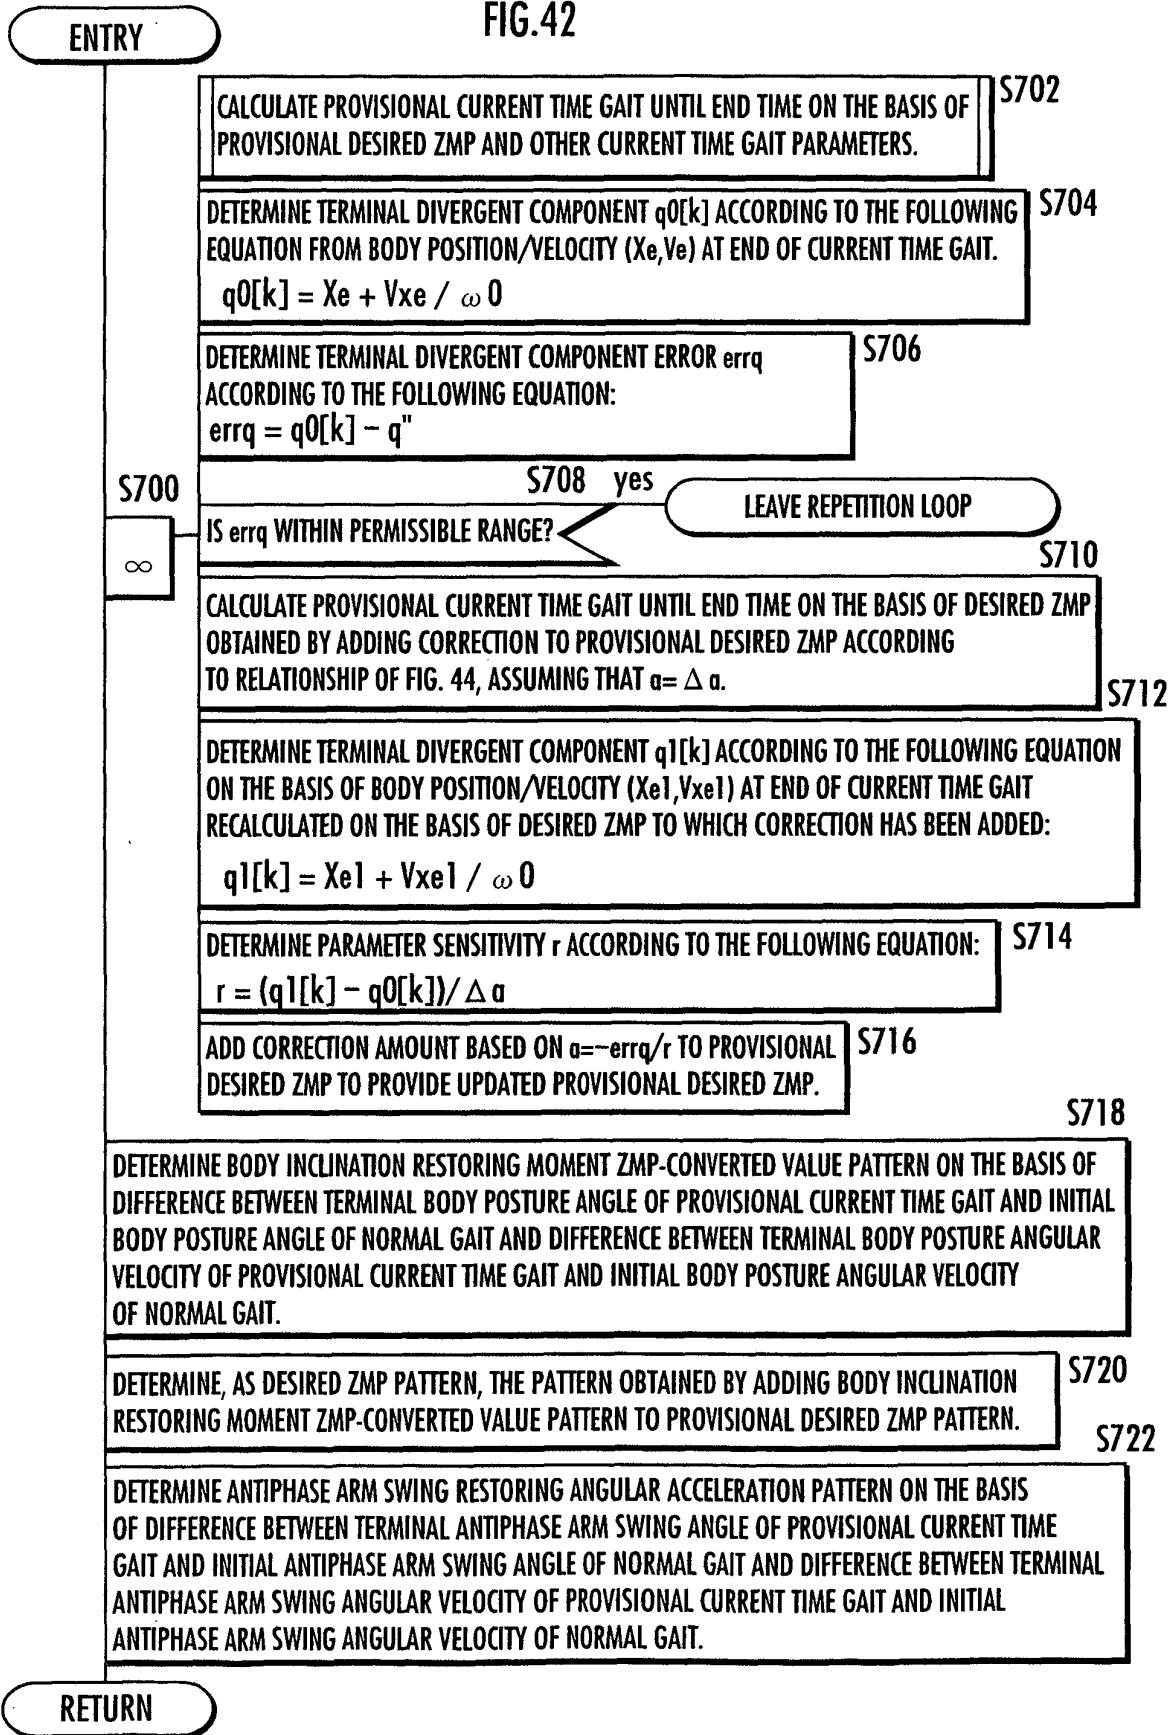 FIG.42
ENTRY
S702
CALCULATE PROVISIONAL CURRENT TIME GAIT UNTIL END TIME ON THE BASIS OF
PROVISIONAL DESIRED ZMP AND OTHER CURRENT TIME GAIT PARAMETERS.
S704
DETERMINE TERMINAL DIVERGENT COMPONENT q0[k] ACCORDING TO THE FOLLOWING
EQUATION FROM BODY POSITION/VELOCITY (Xe,Ve) AT END OF CURRENT TIME GAIT.
q0[k] = Xe + Vxe / ω0
S706
DETERMINE TERMINAL DIVERGENT COMPONENT ERROR errq
ACCORDING TO THE FOLLOWING EQUATION:
errq = q0[k] – q"
S700
∞
S708 yes
IS errq WITHIN PERMISSIBLE RANGE?
LEAVE REPETITION LOOP
S710
CALCULATE PROVISIONAL CURRENT TIME GAIT UNTIL END TIME ON THE BASIS OF DESIRED ZMP
OBTAINED BY ADDING CORRECTION TO PROVISIONAL DESIRED ZMP ACCORDING
TO RELATIONSHIP OF FIG. 44, ASSUMING THAT a= Δa.
S712
DETERMINE TERMINAL DIVERGENT COMPONENT q1[k] ACCORDING TO THE FOLLOWING EQUATION
ON THE BASIS OF BODY POSITION/VELOCITY (Xe1,Vxe1) AT END OF CURRENT TIME GAIT
RECALCULATED ON THE BASIS OF DESIRED ZMP TO WHICH CORRECTION HAS BEEN ADDED:
q1[k] = Xe1 + Vxe1 / ω0
S714
DETERMINE PARAMETER SENSITIVITY r ACCORDING TO THE FOLLOWING EQUATION:
r = (q1[k] – q0[k])/Δa
S716
ADD CORRECTION AMOUNT BASED ON a=–errq/r TO PROVISIONAL
DESIRED ZMP TO PROVIDE UPDATED PROVISIONAL DESIRED ZMP.
S718
DETERMINE BODY INCLINATION RESTORING MOMENT ZMP-CONVERTED VALUE PATTERN ON THE BASIS OF
DIFFERENCE BETWEEN TERMINAL BODY POSTURE ANGLE OF PROVISIONAL CURRENT TIME GAIT AND INITIAL
BODY POSTURE ANGLE OF NORMAL GAIT AND DIFFERENCE BETWEEN TERMINAL BODY POSTURE ANGULAR
VELOCITY OF PROVISIONAL CURRENT TIME GAIT AND INITIAL BODY POSTURE ANGULAR VELOCITY
OF NORMAL GAIT.
S720
DETERMINE, AS DESIRED ZMP PATTERN, THE PATTERN OBTAINED BY ADDING BODY INCLINATION
RESTORING MOMENT ZMP-CONVERTED VALUE PATTERN TO PROVISIONAL DESIRED ZMP PATTERN.
S722
DETERMINE ANTIPHASE ARM SWING RESTORING ANGULAR ACCELERATION PATTERN ON THE BASIS
OF DIFFERENCE BETWEEN TERMINAL ANTIPHASE ARM SWING ANGLE OF PROVISIONAL CURRENT TIME
GAIT AND INITIAL ANTIPHASE ARM SWING ANGLE OF NORMAL GAIT AND DIFFERENCE BETWEEN TERMINAL
ANTIPHASE ARM SWING ANGULAR VELOCITY OF PROVISIONAL CURRENT TIME GAIT AND INITIAL
ANTIPHASE ARM SWING ANGULAR VELOCITY OF NORMAL GAIT.
RETURN